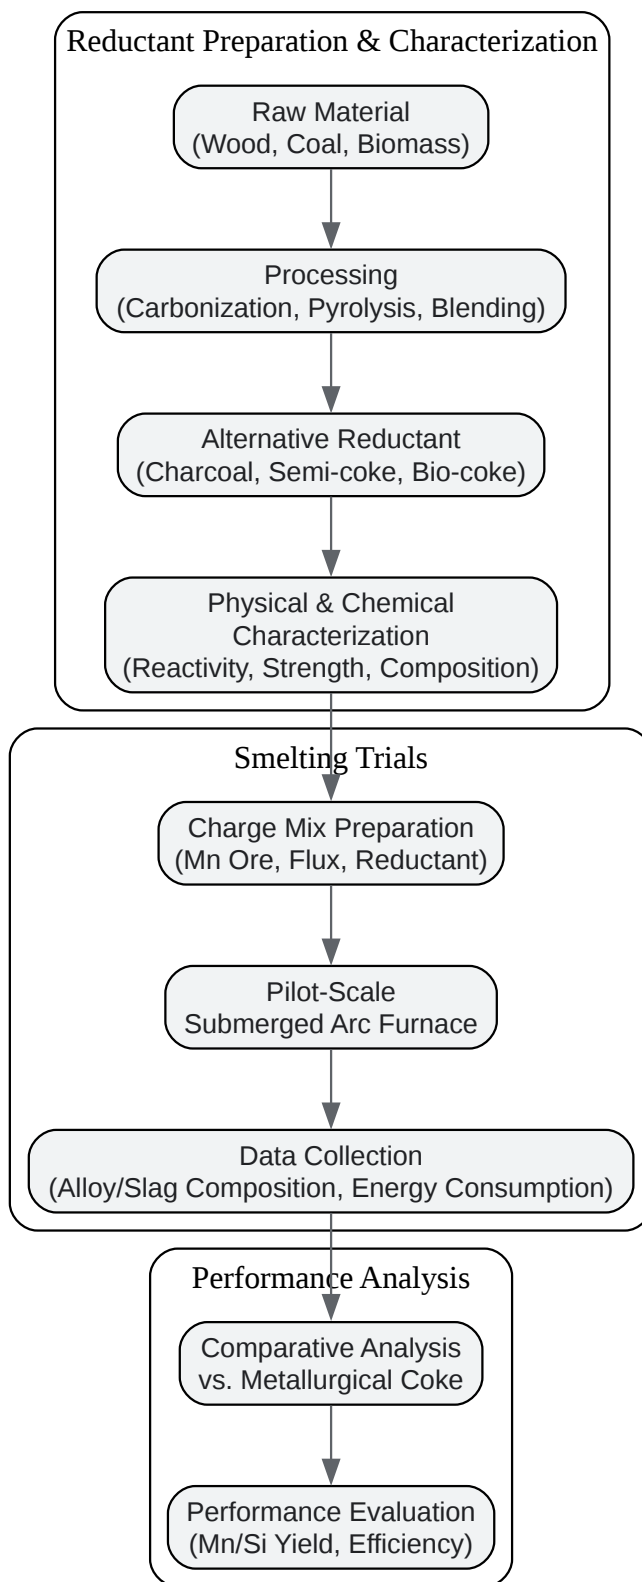 Reductant Preparation & Characterization
Raw Material
(Wood, Coal, Biomass)
Processing
(Carbonization, Pyrolysis, Blending)
Alternative Reductant
(Charcoal, Semi-coke, Bio-coke)
Physical & Chemical
Characterization
(Reactivity, Strength, Composition)
Smelting Trials
Charge Mix Preparation
(Mn Ore, Flux, Reductant)
Pilot-Scale
Submerged Arc Furnace
Data Collection
(Alloy/Slag Composition, Energy Consumption)
Performance Analysis
Comparative Analysis
vs. Metallurgical Coke
Performance Evaluation
(Mn/Si Yield, Efficiency)